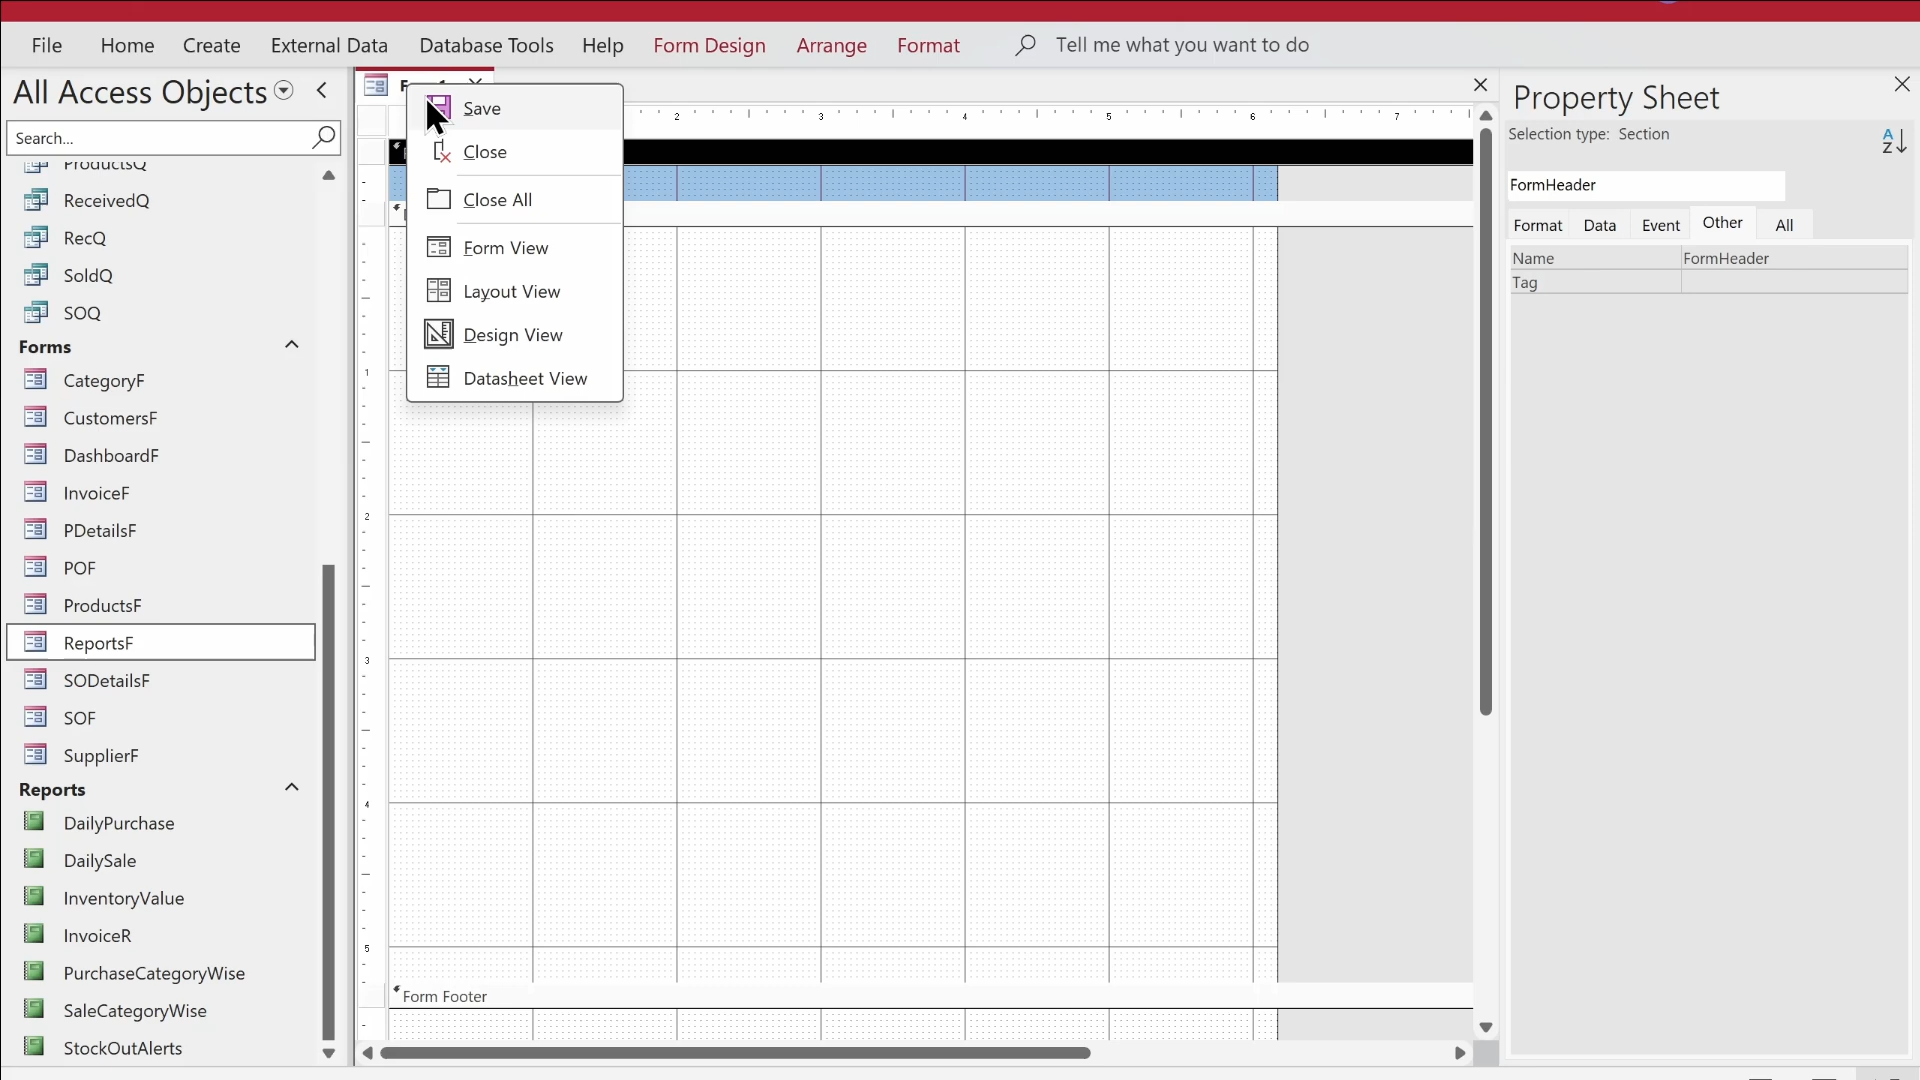 File Home Create External Data Database Tools Help Form Design Arrange Format Tell me what you want to do
All Access Objects
Search...
ProductsQ
ReceivedQ
RecQ
SoldQ
SOQ
Forms
CategoryF
CustomersF
DashboardF
InvoiceF
PDetailsF
POF
ProductsF
ReportsF
SODetailsF
SOF
SupplierF
Reports
DailyPurchase
DailySale
InventoryValue
InvoiceR
PurchaseCategoryWise
SaleCategoryWise
StockOutAlerts
Save
Close
Close All
Form View
Layout View
Design View
Datasheet View
2 3 4 5 6 7
1
2
3
4
5
Form Footer
Property Sheet
Selection type: Section
AZ
FormHeader
Format Data Event Other All
Name FormHeader
Tag